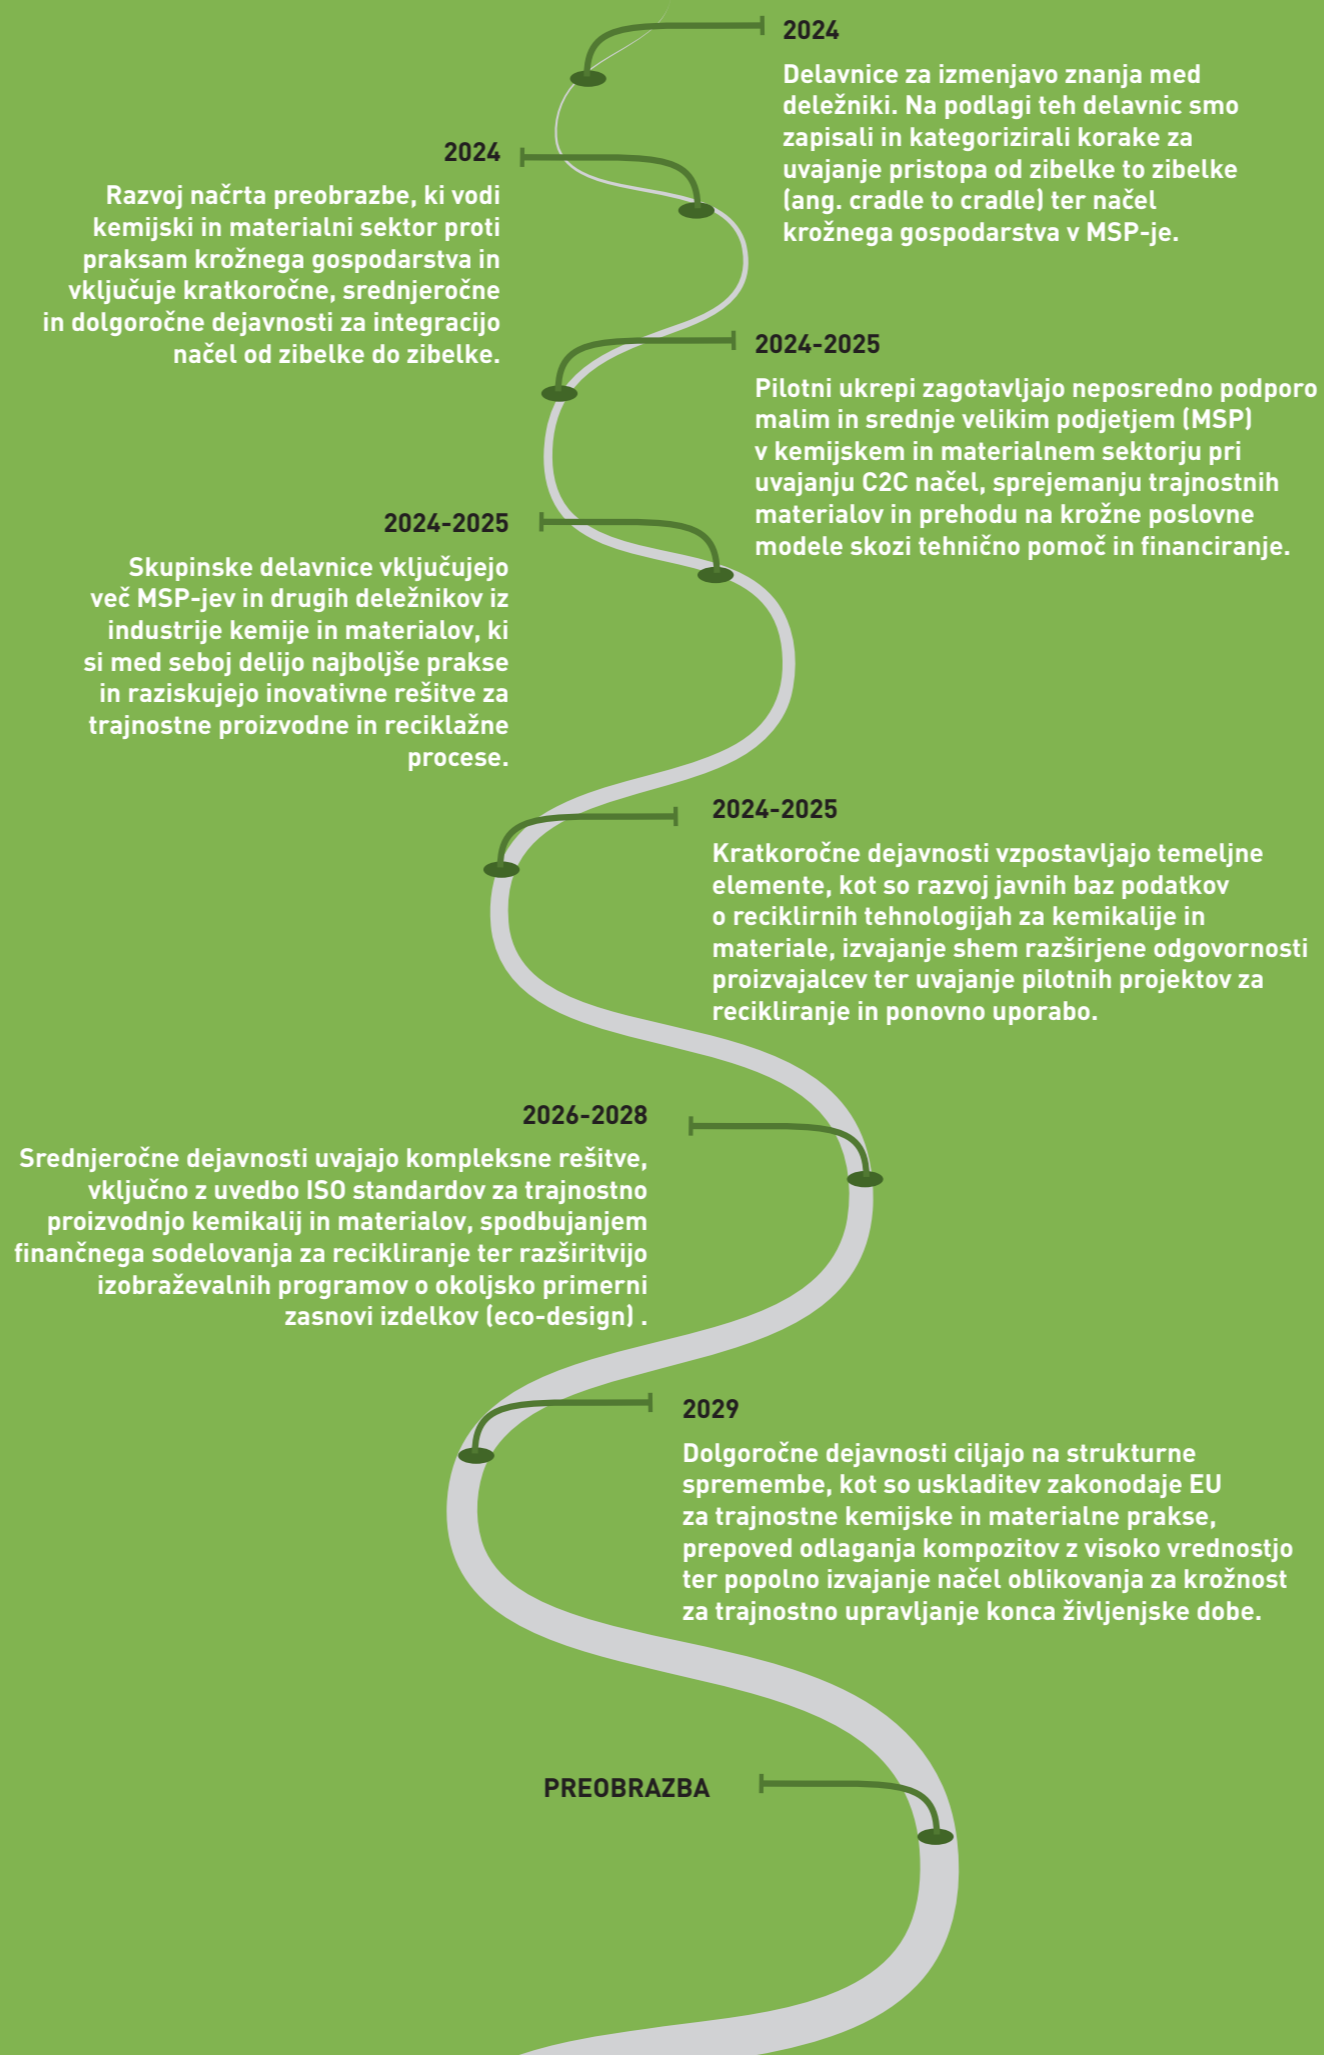 2024
Delavnice za izmenjavo znanja med
deležniki. Na podlagi teh delavnic smo
zapisali in kategorizirali korake za
uvajanje pristopa od zibelke to zibelke
(ang. cradle to cradle) ter načel
krožnega gospodarstva v MSP-je.
2024
Razvoj načrta preobrazbe, ki vodi
kemijski in materialni sektor proti
praksam krožnega gospodarstva in
vključuje kratkoročne, srednjeročne
in dolgoročne dejavnosti za integracijo
načel od zibelke do zibelke.
2024-2025
Pilotni ukrepi zagotavljajo neposredno podporo
malim in srednje velikim podjetjem (MSP)
v kemijskem in materialnem sektorju pri
uvajanju C2C načel, sprejemanju trajnostnih
materialov in prehodu na krožne poslovne
modele skozi tehnično pomoč in financiranje.
2024-2025
Skupinske delavnice vključujejo
več MSP-jev in drugih deležnikov iz
industrije kemije in materialov, ki
si med seboj delijo najboljše prakse
in raziskujejo inovativne rešitve za
trajnostne proizvodne in reciklažne
procese.
2024-2025
Kratkoročne dejavnosti vzpostavljajo temeljne
elemente, kot so razvoj javnih baz podatkov
o reciklirnih tehnologijah za kemikalije in
materiale, izvajanje shem razširjene odgovornosti
proizvajalcev ter uvajanje pilotnih projektov za
recikliranje in ponovno uporabo.
2026-2028
Srednjeročne dejavnosti uvajajo kompleksne rešitve,
vključno z uvedbo ISO standardov za trajnostno
proizvodnjo kemikalij in materialov, spodbujanjem
finančnega sodelovanja za recikliranje ter razširitvijo
izobraževalnih programov o okoljsko primerni
zasnovi izdelkov (eco-design) .
2029
Dolgoročne dejavnosti ciljajo na strukturne
spremembe, kot so uskladitev zakonodaje EU
za trajnostne kemijske in materialne prakse,
prepoved odlaganja kompozitov z visoko vrednostjo
ter popolno izvajanje načel oblikovanja za krožnost
za trajnostno upravljanje konca življenjske dobe.
PREOBRAZBA